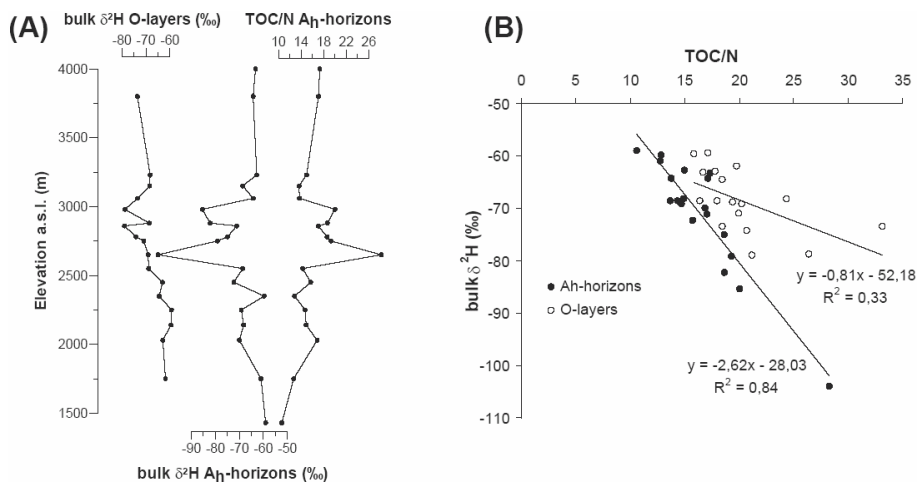 (A)
bulk δ²H O-layers (‰)
-80 -70 -60
TOC/N Ah-horizons
10 14 18 22 26
Elevation a.s.l. (m)
4000
3500
3000
2500
2000
1500
-90 -80 -70 -60 -50
bulk δ²H Ah-horizons (‰)
(B)
TOC/N
0 5 10 15 20 25 30 35
bulk δ ²H (‰)
-50
-60
-70
-80
-90
-100
-110
Ah-horizons
O-layers
y = -0,81x - 52,18
R² = 0,33
y = -2,62x - 28,03
R² = 0,84